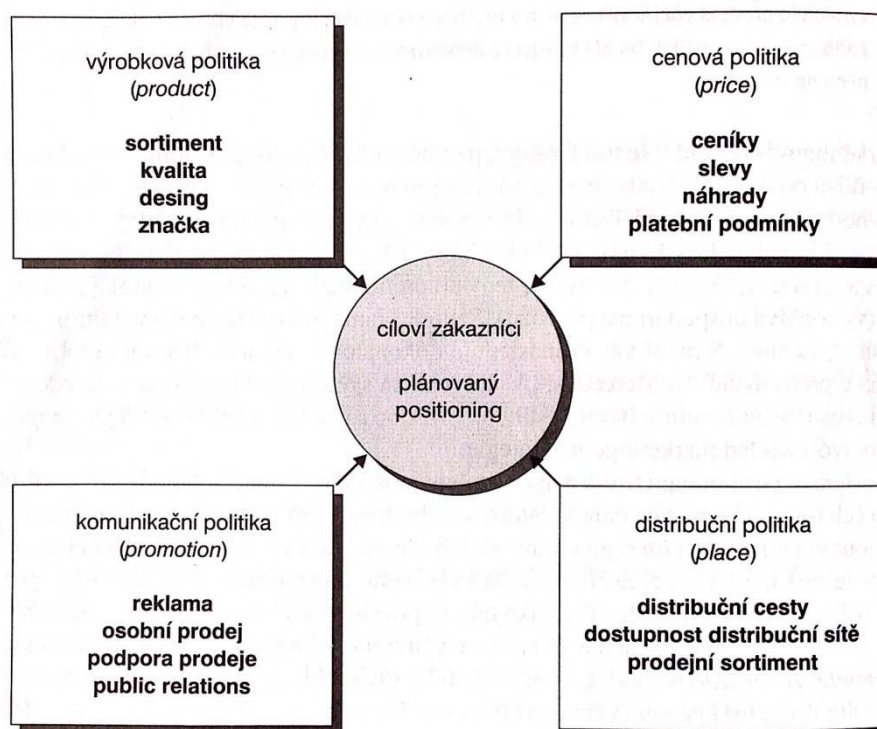 výrobková politika
(product)
sortiment
kvalita
desing
značka
cenová politika
(price)
ceníky
slevy
náhrady
platební podmínky
cíloví zákazníci
plánovaný
positioning
komunikační politika
(promotion)
reklama
osobní prodej
podpora prodeje
public relations
distribuční politika
(place)
distribuční cesty
dostupnost distribuční sítě
prodejní sortiment